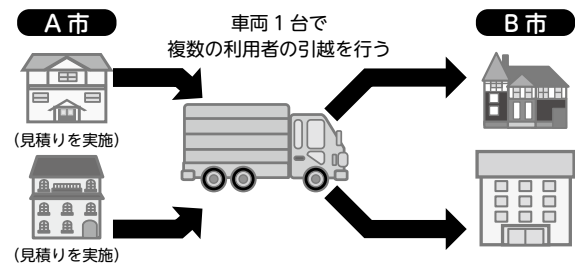 A市
車両1台で
複数の利用者の引越を行う
B市
(見積りを実施)
(見積りを実施)